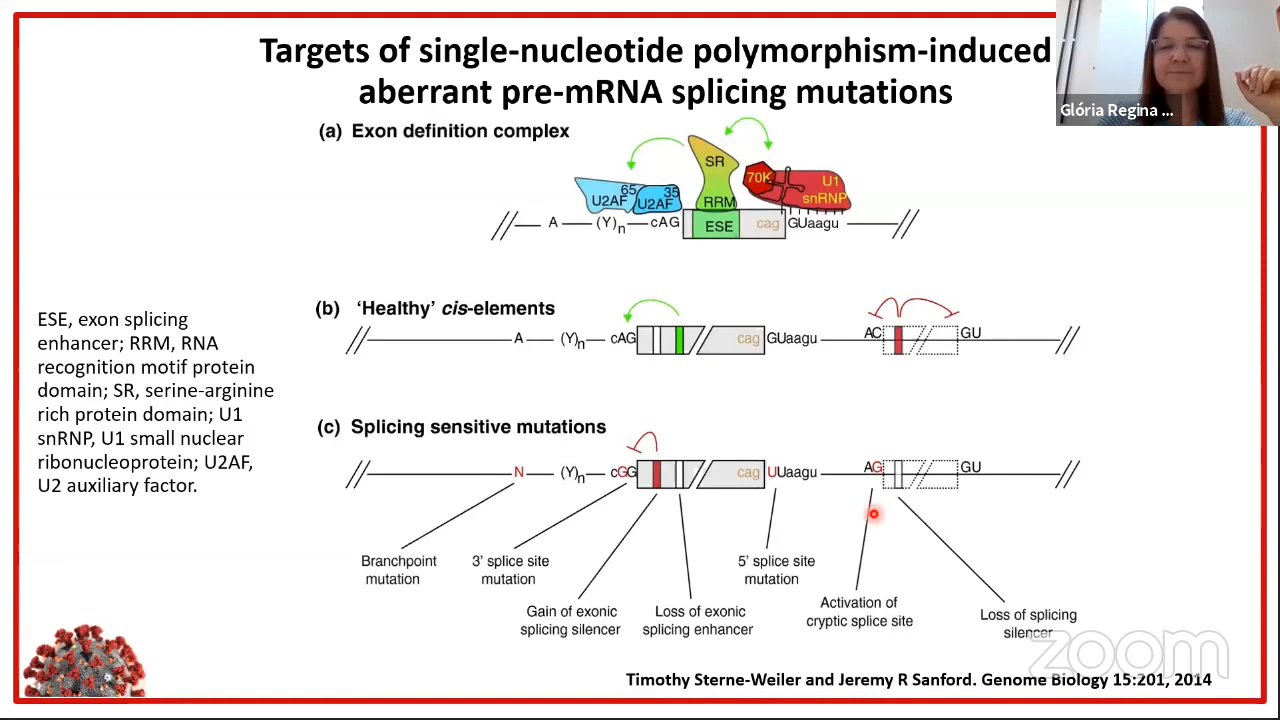 Targets of single-nucleotide polymorphism-induced
aberrant pre-mRNA splicing mutations
Glória Regina ...
(a) Exon definition complex
SR
65
35
70K
U1
U2AF
U2AF
RRM
snRNP
A
(Y)n
cAG
ESE
cag
GUaagu
(b) ‘Healthy’ cis-elements
A
(Y)n
cAG
cag
GUaagu
AC
GU
ESE, exon splicing
enhancer; RRM, RNA
recognition motif protein
domain; SR, serine-arginine
rich protein domain; U1
snRNP, U1 small nuclear
ribonucleoprotein; U2AF,
U2 auxiliary factor.
(c) Splicing sensitive mutations
N
(Y)n
cGG
cag
UUaagu
AG
GU
Branchpoint
mutation
3' splice site
mutation
Gain of exonic
splicing silencer
Loss of exonic
splicing enhancer
5' splice site
mutation
Activation of
cryptic splice site
Loss of splicing
silencer
zoom
Timothy Sterne-Weiler and Jeremy R Sanford. Genome Biology 15:201, 2014